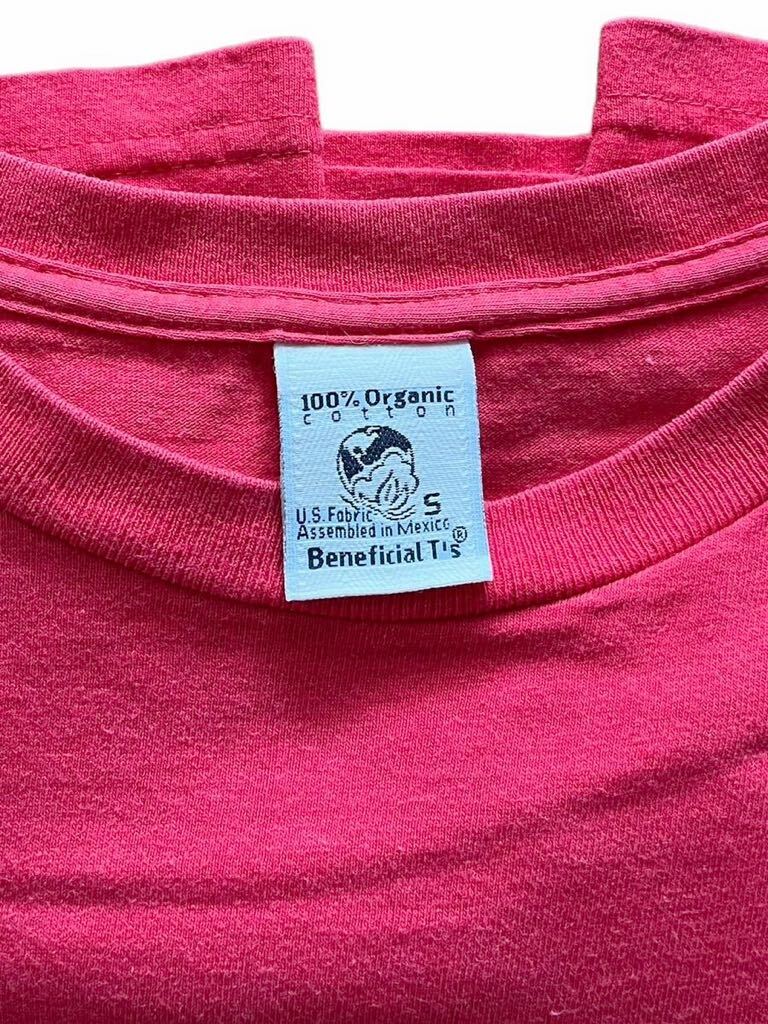 100% Organic
cotton
S
U.S. Fabric
Assembled in Mexico
Beneficial T's®